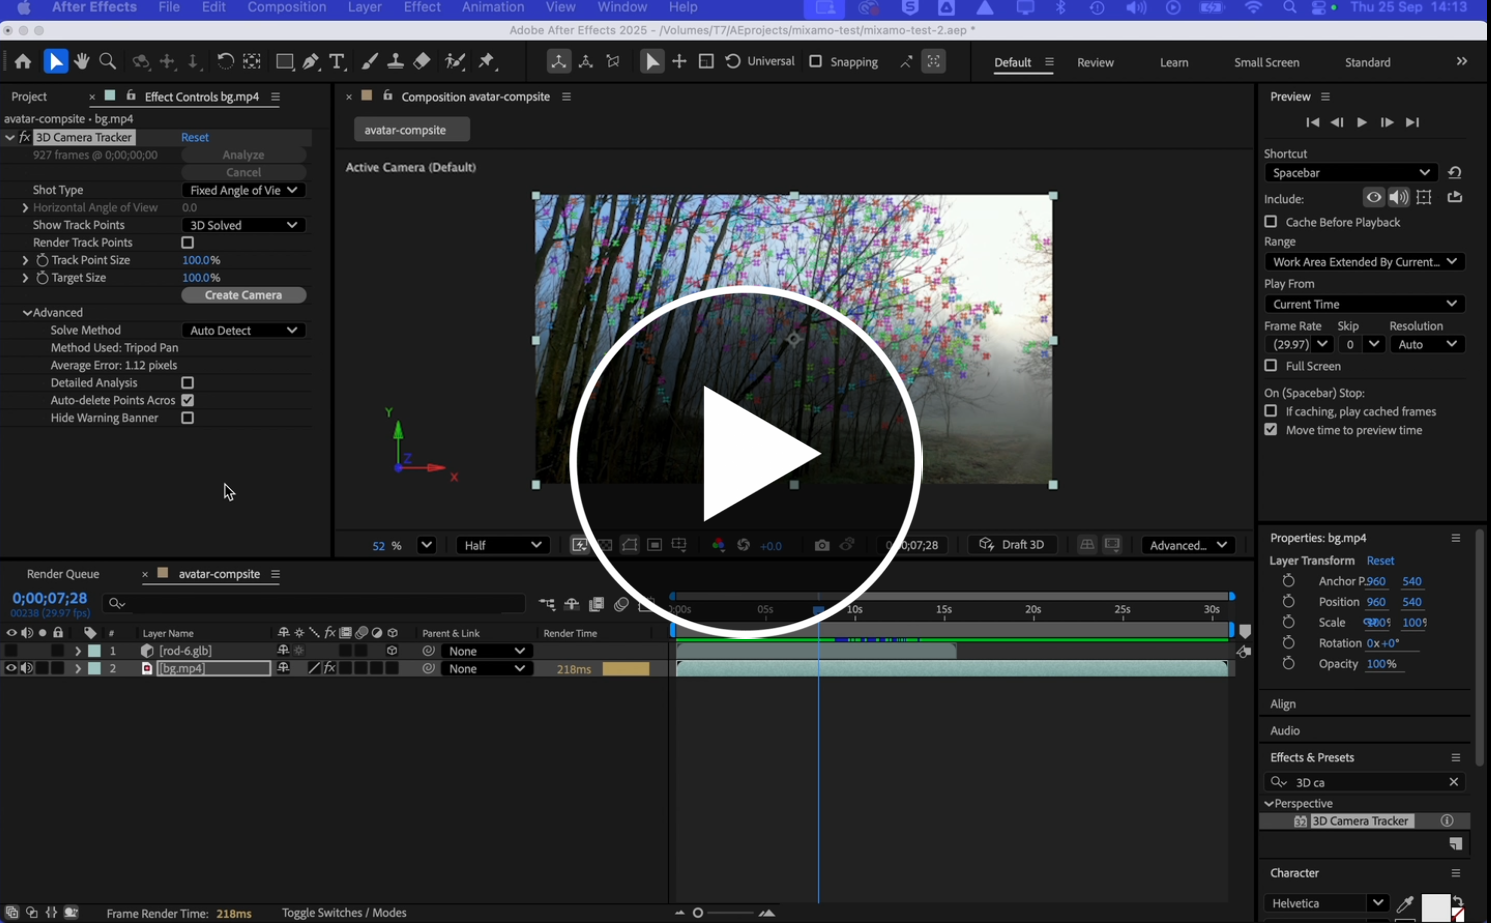 After Effects File Edit Composition Layer Effect Animation View Window Help Thu 25 Sep 14:13
Adobe After Effects 2025 - /Volumes/T7/AEprojects/mixamo-test/mixamo-test-2.aep *
Universal Snapping Default Review Learn Small Screen Standard
Project Effect Controls bg.mp4
avatar-compsite • bg.mp4
fx 3D Camera Tracker Reset
927 frames @ 0;00;00;00 Analyze
Cancel
Shot Type Fixed Angle of Vie
Horizontal Angle of View 0.0
Show Track Points 3D Solved
Render Track Points
Track Point Size 100.0%
Target Size 100.0%
Create Camera
Advanced
Solve Method Auto Detect
Method Used: Tripod Pan
Average Error: 1.12 pixels
Detailed Analysis
Auto-delete Points Acros
Hide Warning Banner
Composition avatar-compsite
avatar-compsite
Active Camera (Default)
Y
Z
X
52 % Half +0.0 0;00;07;28 Draft 3D Advanced...
Preview
Shortcut
Spacebar
Include:
Cache Before Playback
Range
Work Area Extended By Current...
Play From
Current Time
Frame Rate Skip Resolution
(29.97) 0 Auto
Full Screen
On (Spacebar) Stop:
If caching, play cached frames
Move time to preview time
Properties: bg.mp4
Layer Transform Reset
Anchor P. 960 540
Position 960 540
Scale 100%
Rotation 0x+0°
Opacity 100%
Align
Audio
Effects & Presets
3D ca
Perspective
32 3D Camera Tracker
Character
Helvetica
Render Queue avatar-compsite
0;00;07;28
00238 (29.97 fps)
:00s 05s 10s 15s 20s 25s 30s
# Layer Name fx Parent & Link Render Time
1 [rod-6.glb] None
2 [bg.mp4] fx None 218ms
Frame Render Time: 218ms Toggle Switches / Modes